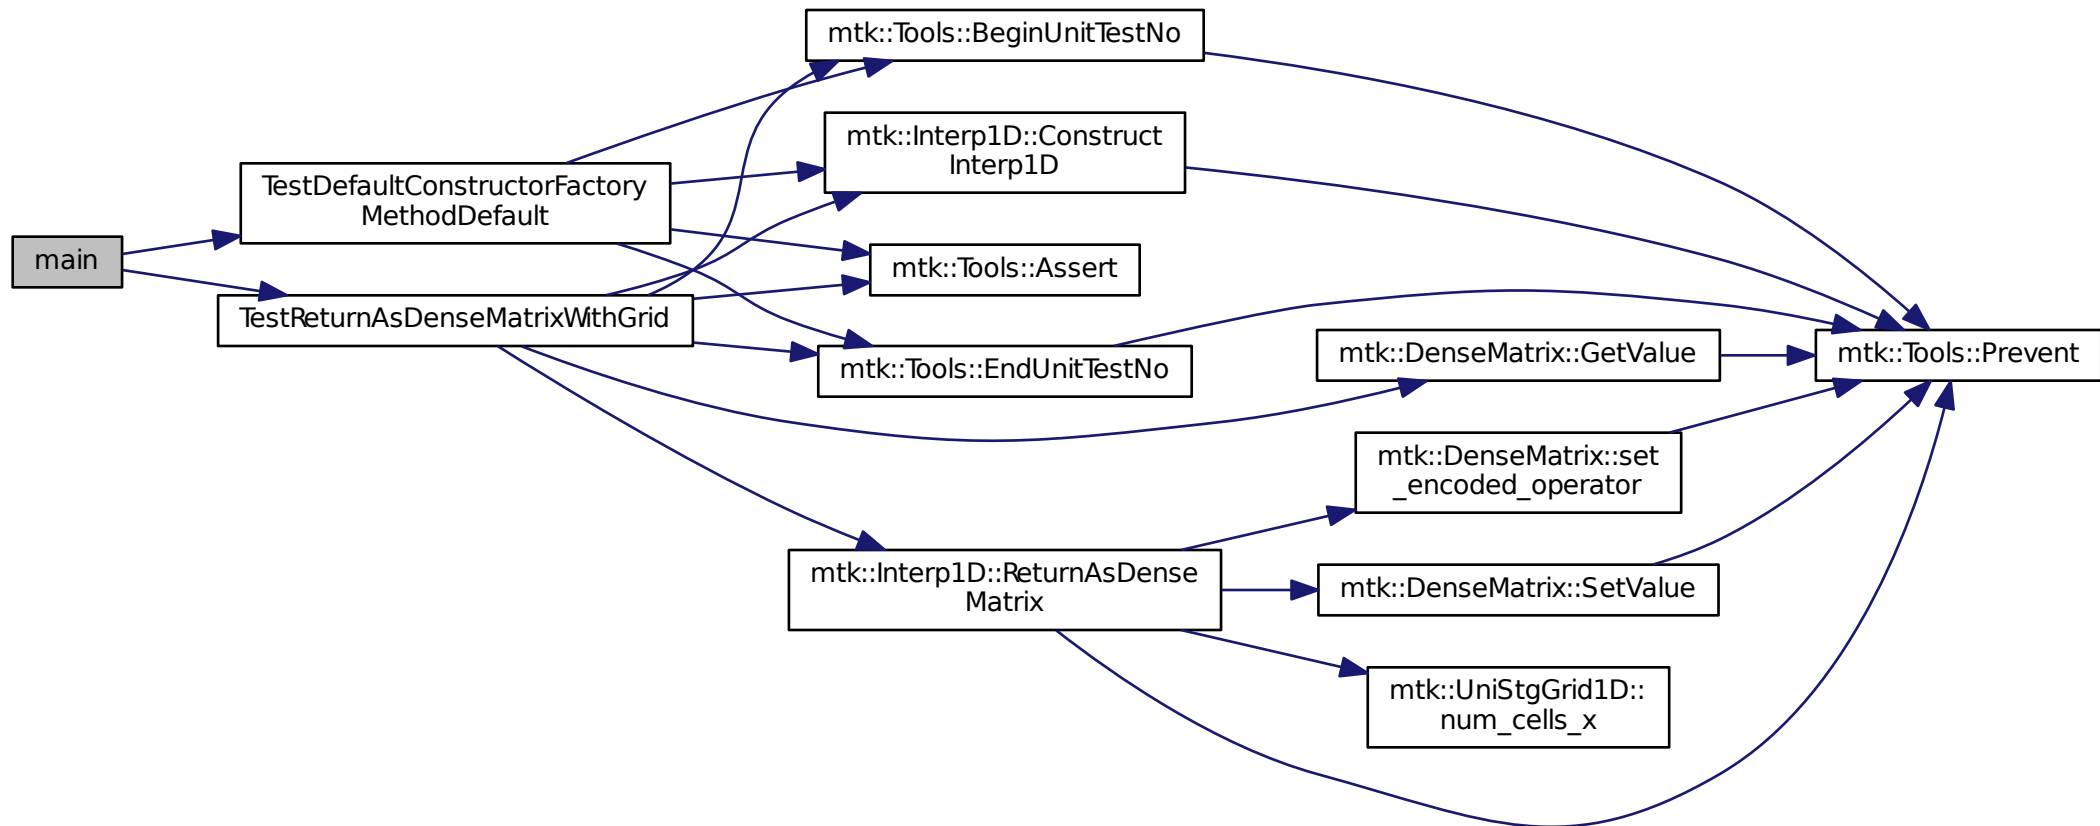 mtk::Tools::BeginUnitTestNo
mtk::Interp1D::Construct
Interp1D
TestDefaultConstructorFactory
MethodDefault
main
mtk::Tools::Assert
TestReturnAsDenseMatrixWithGrid
mtk::Tools::EndUnitTestNo
mtk::DenseMatrix::GetValue
mtk::Tools::Prevent
mtk::DenseMatrix::set
_encoded_operator
mtk::Interp1D::ReturnAsDense
Matrix
mtk::DenseMatrix::SetValue
mtk::UniStgGrid1D::
num_cells_x